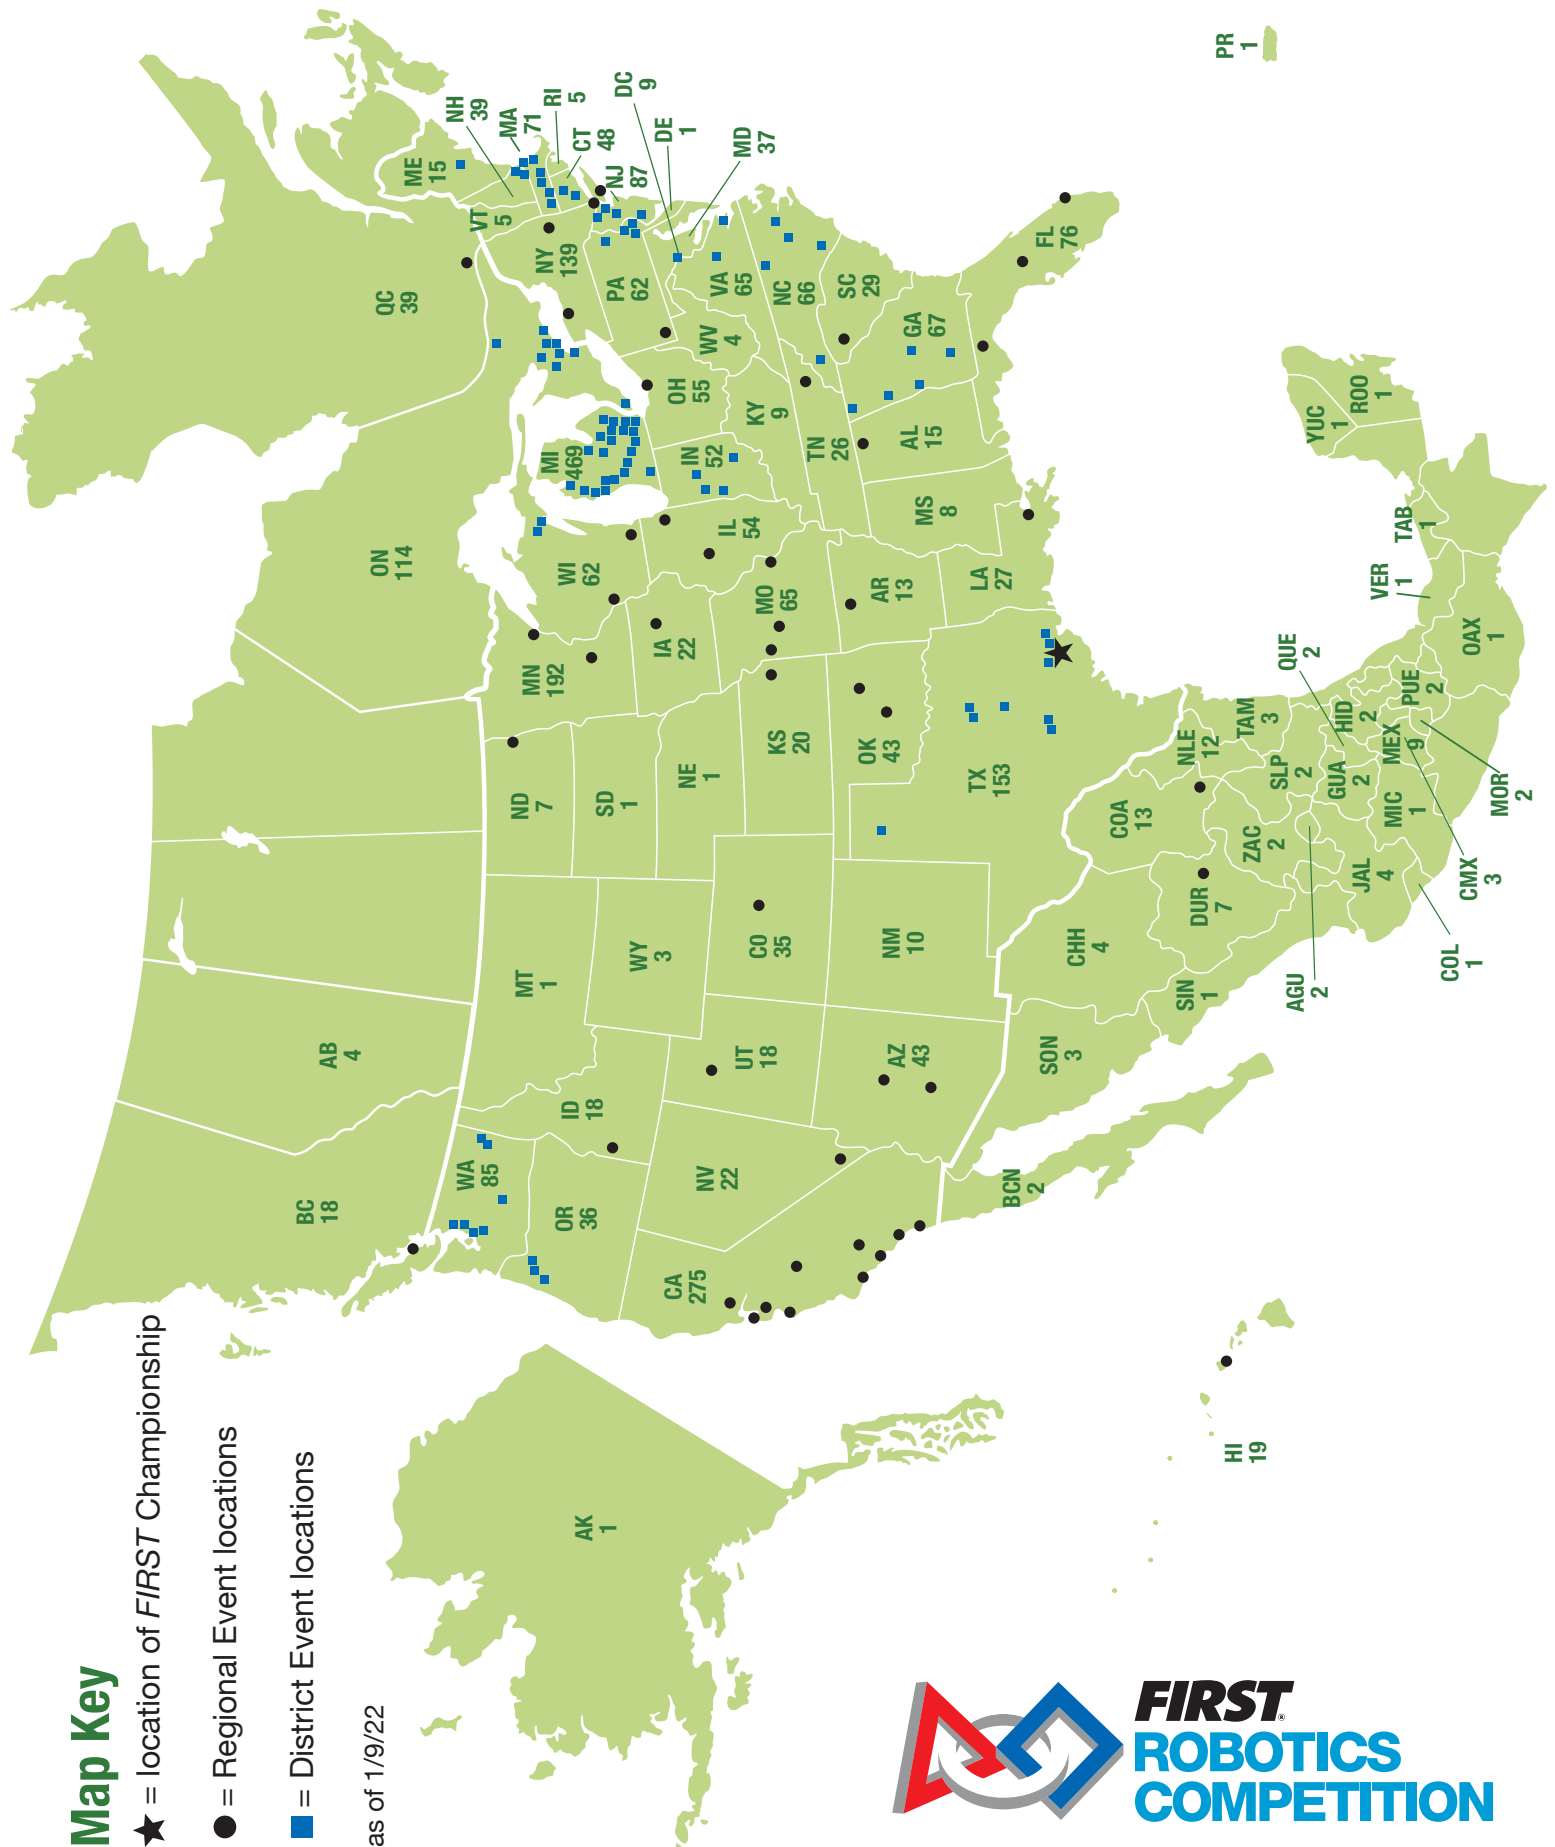 Map Key
★ = location of FIRST Championship
● = Regional Event locations
■ = District Event locations
as of 1/9/22
AK
1
HI
19
BC
18
AB
4
ON
114
QC
39
WA
85
OR
36
CA
275
ID
18
NV
22
MT
1
WY
3
UT
18
AZ
43
CO
35
NM
10
ND
7
SD
1
NE
1
KS
20
OK
43
TX
153
MN
192
IA
22
MO
65
AR
13
LA
27
WI
62
IL
54
MS
8
MI
469
IN
52
KY
9
TN
26
AL
15
OH
55
WV
4
GA
67
FL
76
SC
29
NC
66
VA
65
PA
62
NY
139
VT
5
ME
15
NH
39
MA
71
RI
5
CT
48
NJ
87
DC
9
DE
1
MD
37
PR
1
BCN
2
SON
3
CHH
4
SIN
1
COA
13
DUR
7
NLE
12
TAM
3
ZAC
2
SLP
2
AGU
2
GUA
2
QUE
2
HID
2
JAL
4
MIC
1
MEX
9
PUE
2
COL
1
CMX
3
MOR
2
VER
1
OAX
1
TAB
1
YUC
1
ROO
1
FIRST®
ROBOTICS
COMPETITION